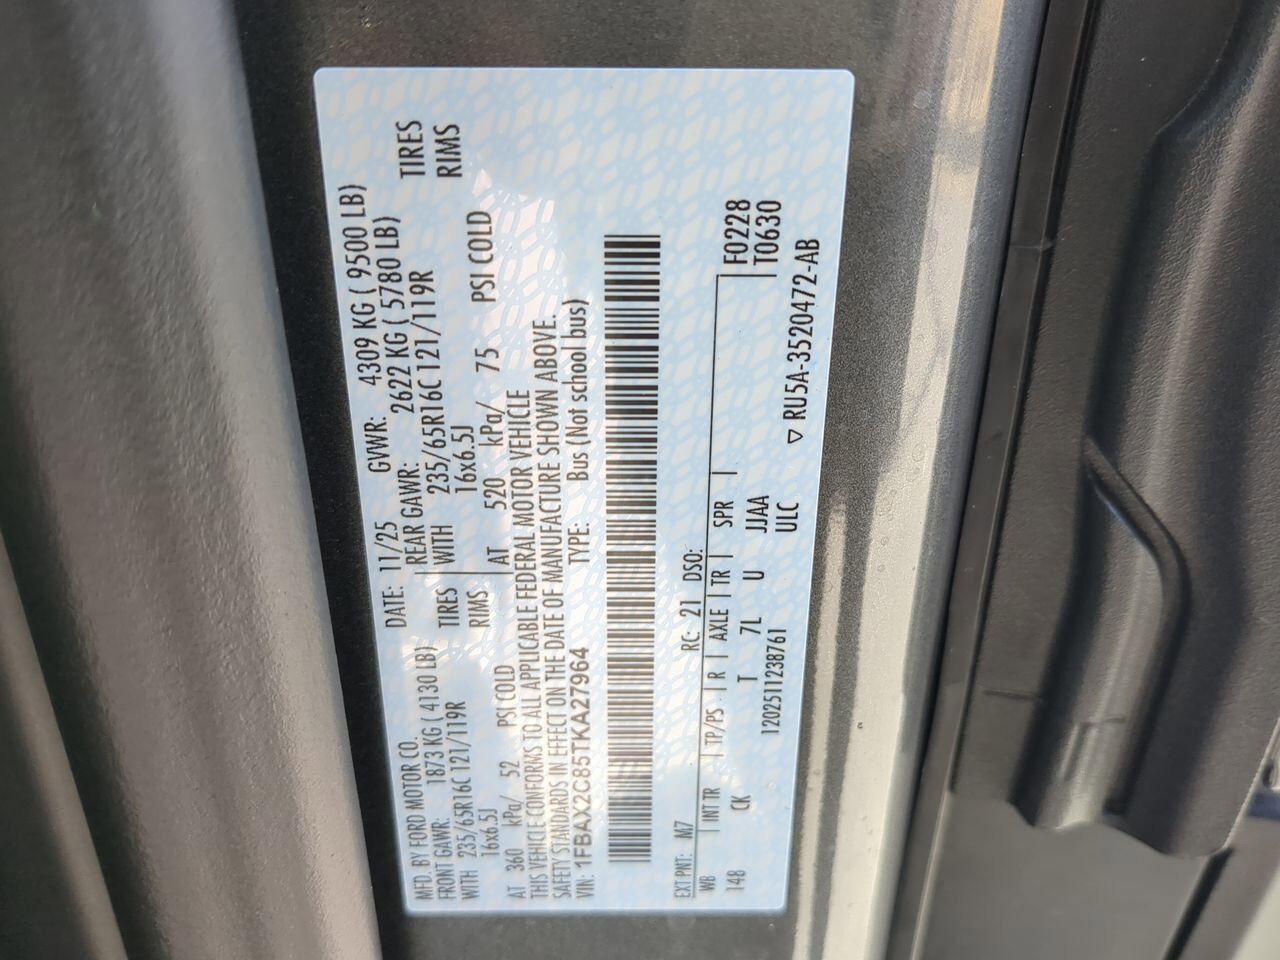 MFD. BY FORD MOTOR CO. DATE: 11/25 GVWR: 4309 KG ( 9500 LB)
FRONT GAWR: 1873 KG ( 4130 LB) REAR GAWR: 2622 KG ( 5780 LB)
WITH 235/65R16C 121/119R TIRES WITH 235/65R16C 121/119R TIRES
16x6.5J RIMS 16x6.5J RIMS
AT 360 kPa/ 52 PSI COLD AT 520 kPa/ 75 PSI COLD
THIS VEHICLE CONFORMS TO ALL APPLICABLE FEDERAL MOTOR VEHICLE
SAFETY STANDARDS IN EFFECT ON THE DATE OF MANUFACTURE SHOWN ABOVE.
VIN: 1FBAX2C85TKA27964 TYPE: Bus (Not school bus)
EXT PNT: M7 RC: 21 DSO:
WB INT TR TP/PS R AXLE TR SPR F0228
148 CK T 7L U JJAA T0630
1202511238761 ULC
▽ RU5A-3520472-AB